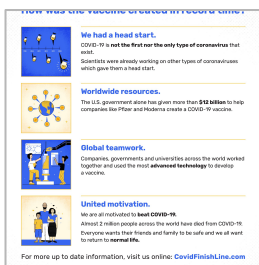 How was the vaccine created in record time?
We had a head start.
COVID-19 is not the first nor the only type of coronavirus that
exist.
Scientists were already working on other types of coronaviruses
which gave them a head start.
Worldwide resources.
The U.S. government alone has given more than $12 billion to help
companies like Pfizer and Moderna create a COVID-19 vaccine.
Global teamwork.
Companies, governments and universities across the world worked
together and used the most advanced technology to develop
a vaccine.
United motivation.
We are all motivated to beat COVID-19.
Almost 2 million people across the world have died from COVID-19.
Everyone wants their friends and family to be safe and we all want
to return to normal life.
For more up to date information, visit us online: CovidFinishLine.com